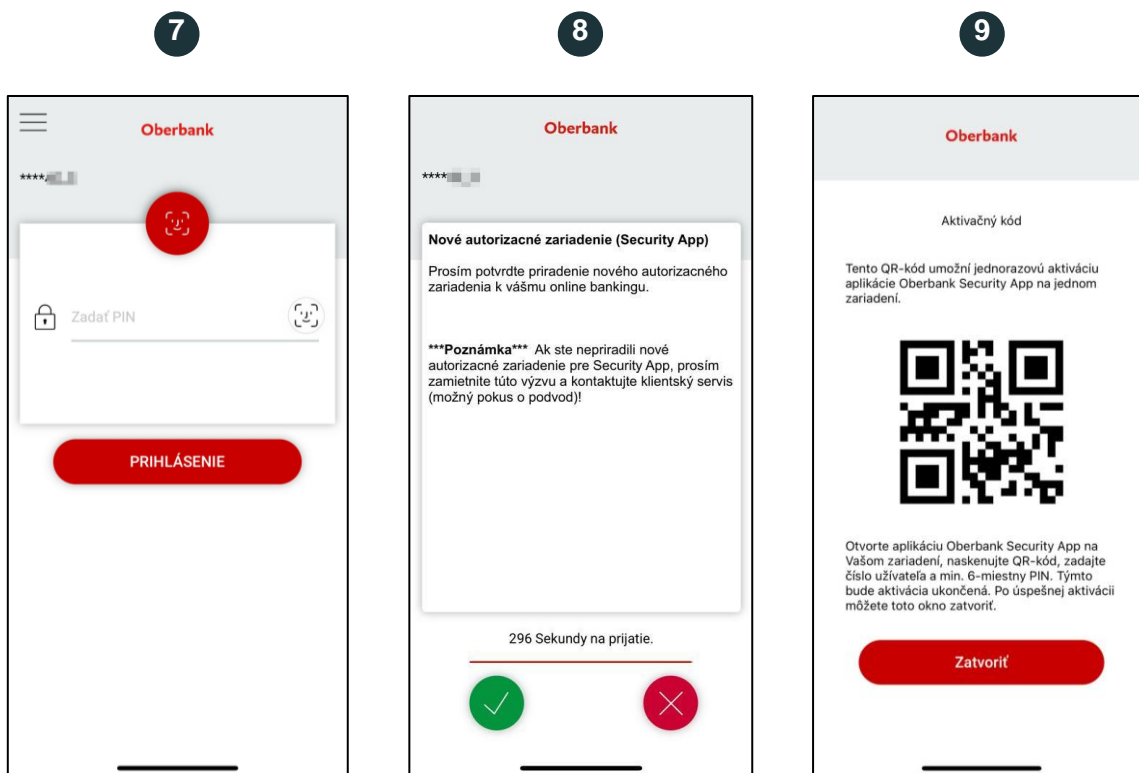 7
8
9
Oberbank
****
Zadať PIN
PRIHLÁSENIE
Oberbank
****
Nové autorizacné zariadenie (Security App)
Prosím potvrdte priradenie nového autorizacného
zariadenia k vášmu online bankingu.
***Poznámka*** Ak ste nepriradili nové
autorizacné zariadenie pre Security App, prosím
zamietnite túto výzvu a kontaktujte klientský servis
(možný pokus o podvod)!
296 Sekundy na prijatie.
Oberbank
Aktivačný kód
Tento QR-kód umožní jednorazovú aktiváciu
aplikácie Oberbank Security App na jednom
zariadení.
Otvorte aplikáciu Oberbank Security App na
Vašom zariadení, naskenujte QR-kód, zadajte
číslo užívateľa a min. 6-miestny PIN. Týmto
bude aktivácia ukončená. Po úspešnej aktivácii
môžete toto okno zatvoriť.
Zatvoriť